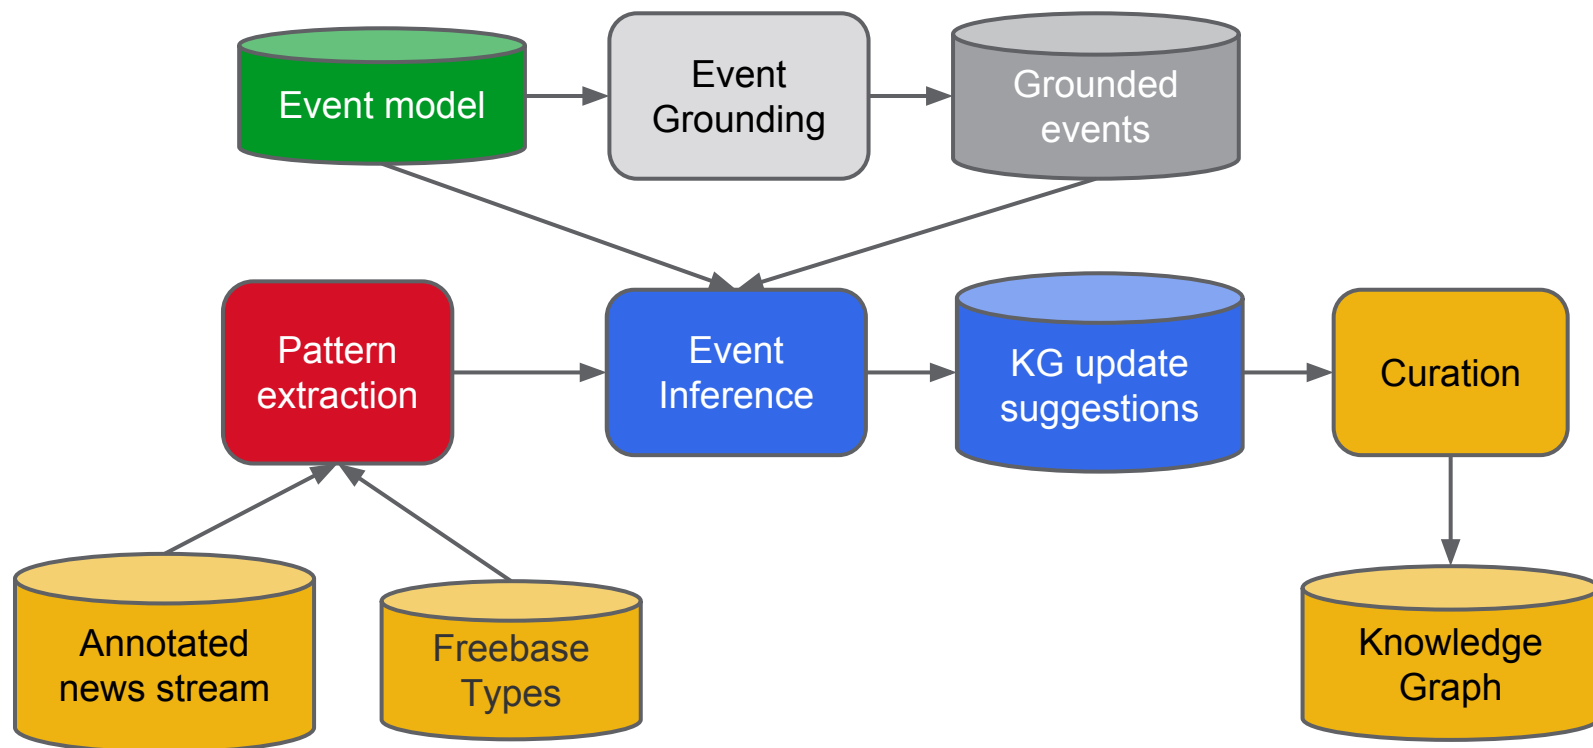 Event model
Event
Grounding
Grounded
events
Pattern
extraction
Event
Inference
KG update
suggestions
Curation
Annotated
news stream
Freebase
Types
Knowledge
Graph